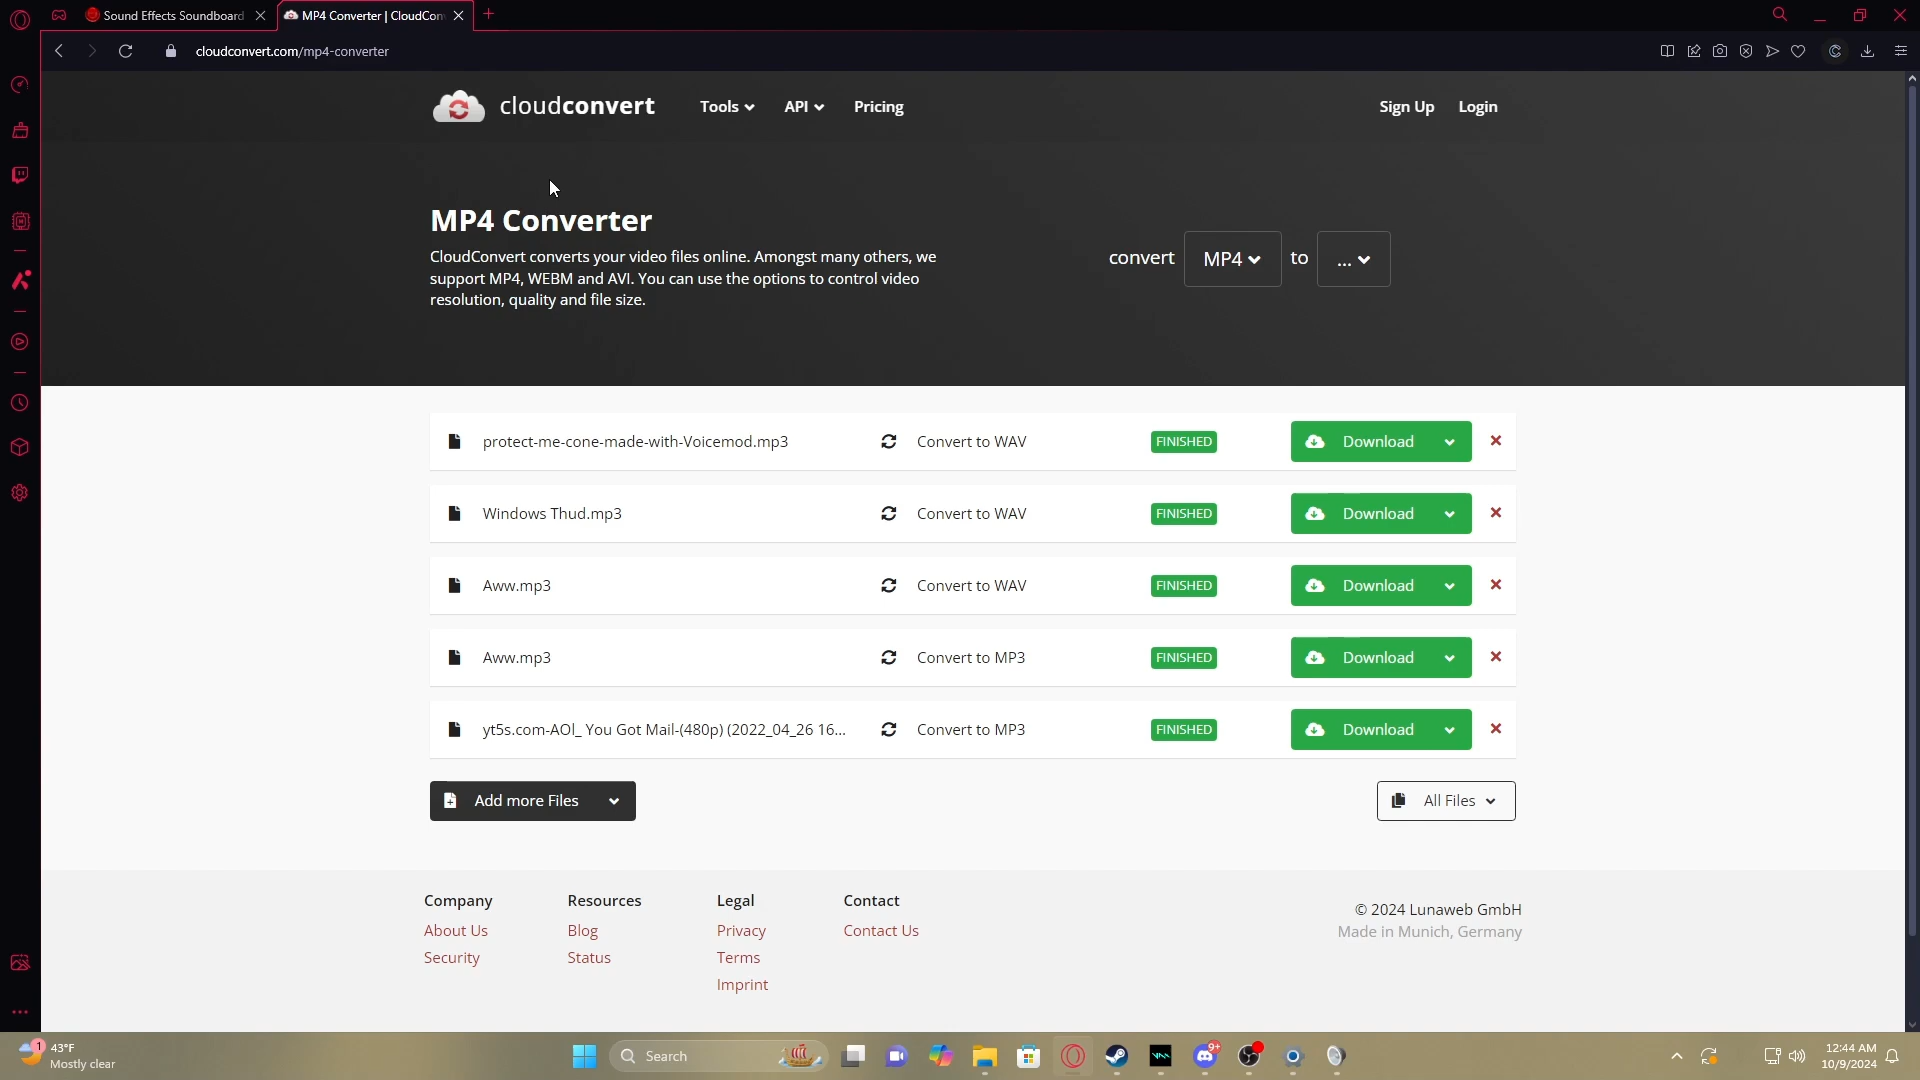 Sound Effects Soundboard
MP4 Converter | CloudCon
cloudconvert.com/mp4-converter
cloudconvert
Tools
API
Pricing
Sign Up
Login
MP4 Converter
CloudConvert converts your video files online. Amongst many others, we
support MP4, WEBM and AVI. You can use the options to control video
resolution, quality and file size.
convert MP4 to ...
protect-me-cone-made-with-Voicemod.mp3 Convert to WAV FINISHED Download
Windows Thud.mp3 Convert to WAV FINISHED Download
Aww.mp3 Convert to WAV FINISHED Download
Aww.mp3 Convert to MP3 FINISHED Download
yt5s.com-AOl_ You Got Mail-(480p) (2022_04_26 16... Convert to MP3 FINISHED Download
Add more Files
All Files
Company
About Us
Security
Resources
Blog
Status
Legal
Privacy
Terms
Imprint
Contact
Contact Us
© 2024 Lunaweb GmbH
Made in Munich, Germany
1
43°F
Mostly clear
Search
9+
12:44 AM
10/9/2024